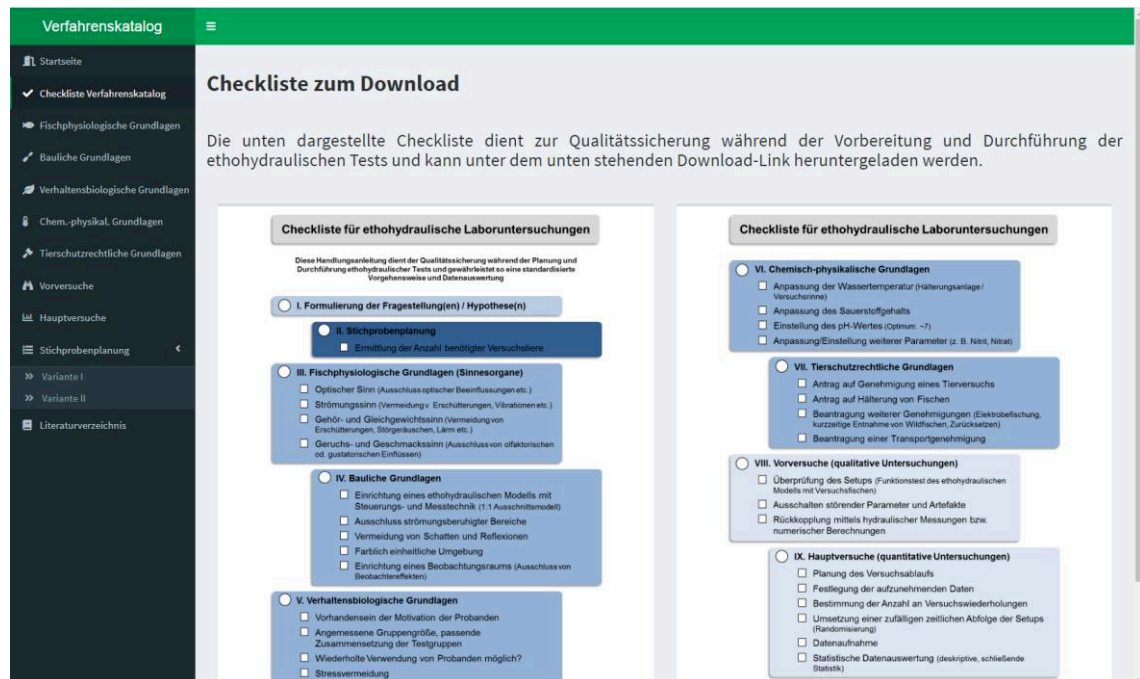 Verfahrenskatalog
Startseite
Checkliste Verfahrenskatalog
Fischphysiologische Grundlagen
Bauliche Grundlagen
Verhaltensbiologische Grundlagen
Chem.-physikal. Grundlagen
Tierschutzrechtliche Grundlagen
Vorversuche
Hauptversuche
Stichprobenplanung
Variante I
Variante II
Literaturverzeichnis
Checkliste zum Download
Die unten dargestellte Checkliste dient zur Qualitätssicherung während der Vorbereitung und Durchführung der
ethohydraulischen Tests und kann unter dem unten stehenden Download-Link heruntergeladen werden.
Checkliste für ethohydraulische Laboruntersuchungen
Diese Handlungsanleitung dient der Qualitätssicherung während der Planung und
Durchführung ethohydraulischer Tests und gewährleistet so eine standardisierte
Vorgehensweise und Datenauswertung
I. Formulierung der Fragestellung(en) / Hypothese(n)
II. Stichprobenplanung
Ermittlung der Anzahl benötigter Versuchstiere
III. Fischphysiologische Grundlagen (Sinnesorgane)
Optischer Sinn (Ausschluss optischer Beeinflussungen etc.)
Strömungssinn (Vermeidung v. Erschütterungen, Vibrationen etc.)
Gehör- und Gleichgewichtssinn (Vermeidung von
Erschütterungen, Störgeräuschen, Lärm etc.)
Geruchs- und Geschmackssinn (Ausschluss von olfaktorischen
od. gustatorischen Einflüssen)
IV. Bauliche Grundlagen
Einrichtung eines ethohydraulischen Modells mit
Steuerungs- und Messtechnik (1:1 Ausschnittsmodell)
Ausschluss strömungsberuhigter Bereiche
Vermeidung von Schatten und Reflexionen
Farblich einheitliche Umgebung
Einrichtung eines Beobachtungsraums (Ausschluss von
Beobachtereffekten)
V. Verhaltensbiologische Grundlagen
Vorhandensein der Motivation der Probanden
Angemessene Gruppengröße, passende
Zusammensetzung der Testgruppen
Wiederholte Verwendung von Probanden möglich?
Stressvermeidung
Checkliste für ethohydraulische Laboruntersuchungen
VI. Chemisch-physikalische Grundlagen
Anpassung der Wassertemperatur (Hälterungsanlage /
Versuchsrinne)
Anpassung des Sauerstoffgehalts
Einstellung des pH-Wertes (Optimum: ~7)
Anpassung/Einstellung weiterer Parameter (z. B. Nitrit, Nitrat)
VII. Tierschutzrechtliche Grundlagen
Antrag auf Genehmigung eines Tierversuchs
Antrag auf Hälterung von Fischen
Beantragung weiterer Genehmigungen (Elektrobefischung,
kurzzeitige Entnahme von Wildfischen, Zurücksetzen)
Beantragung einer Transportgenehmigung
VIII. Vorversuche (qualitative Untersuchungen)
Überprüfung des Setups (Funktionstest des ethohydraulischen
Modells mit Versuchsfischen)
Ausschalten störender Parameter und Artefakte
Rückkopplung mittels hydraulischer Messungen bzw.
numerischer Berechnungen
IX. Hauptversuche (quantitative Untersuchungen)
Planung des Versuchsablaufs
Festlegung der aufzunehmenden Daten
Bestimmung der Anzahl an Versuchswiederholungen
Umsetzung einer zufälligen zeitlichen Abfolge der Setups
(Randomisierung)
Datenaufnahme
Statistische Datenauswertung (deskriptive, schließende
Statistik)